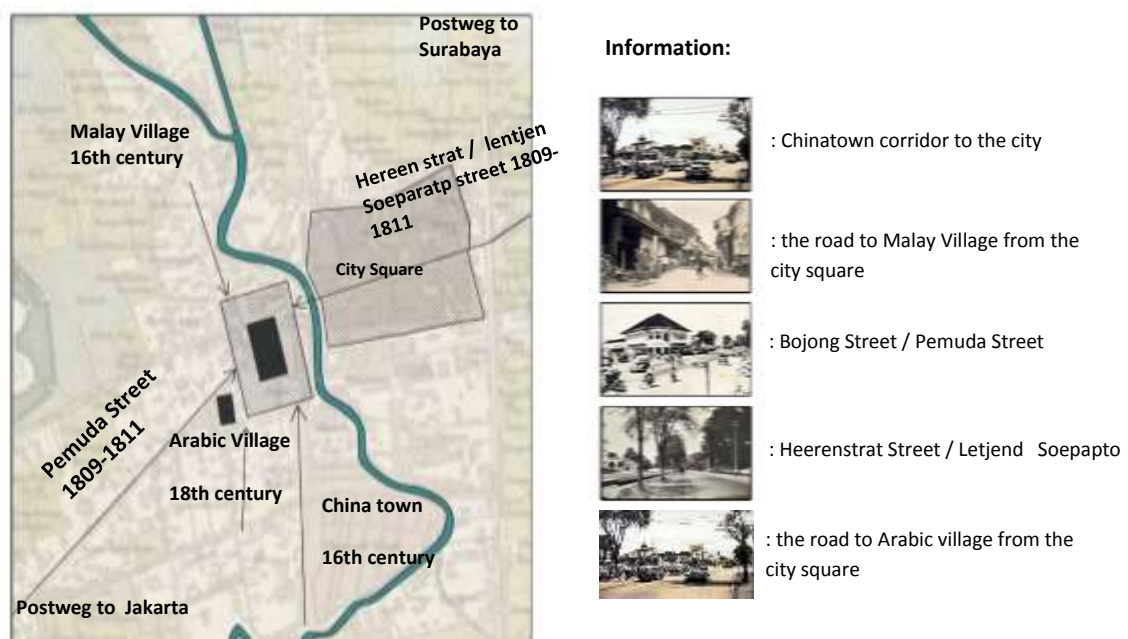 Postweg to
Surabaya
Malay Village
16th century
Hereen strat / lentjen
Soeparatp street 1809-
1811
City Square
Pemuda Street
1809-1811
Arabic Village
18th century
China town
16th century
Postweg to Jakarta
Information:
: Chinatown corridor to the city
: the road to Malay Village from the
city square
: Bojong Street / Pemuda Street
: Heerenstrat Street / Letjend Soepapto
: the road to Arabic village from the
city square